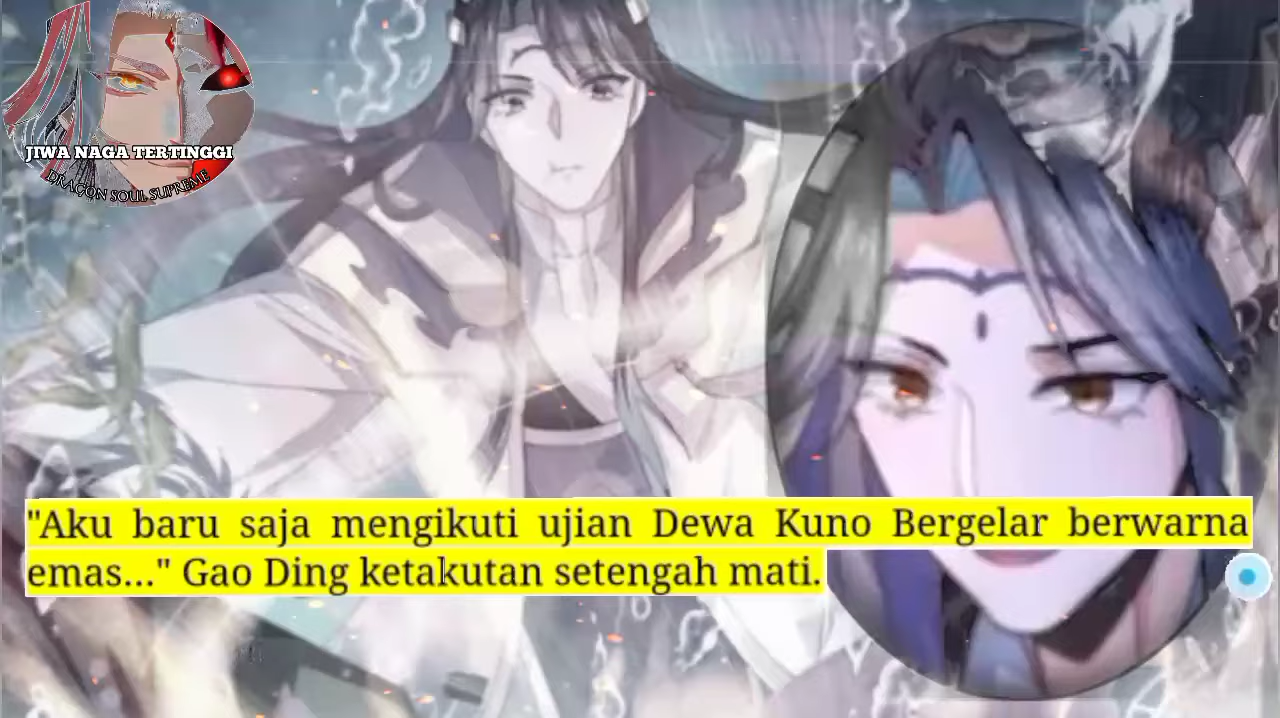 JIWA NAGA TERTINGGI
DRAGON SOUL SUPREME
"Aku baru saja mengikuti ujian Dewa Kuno Bergelar berwarna
emas..." Gao Ding ketakutan setengah mati.